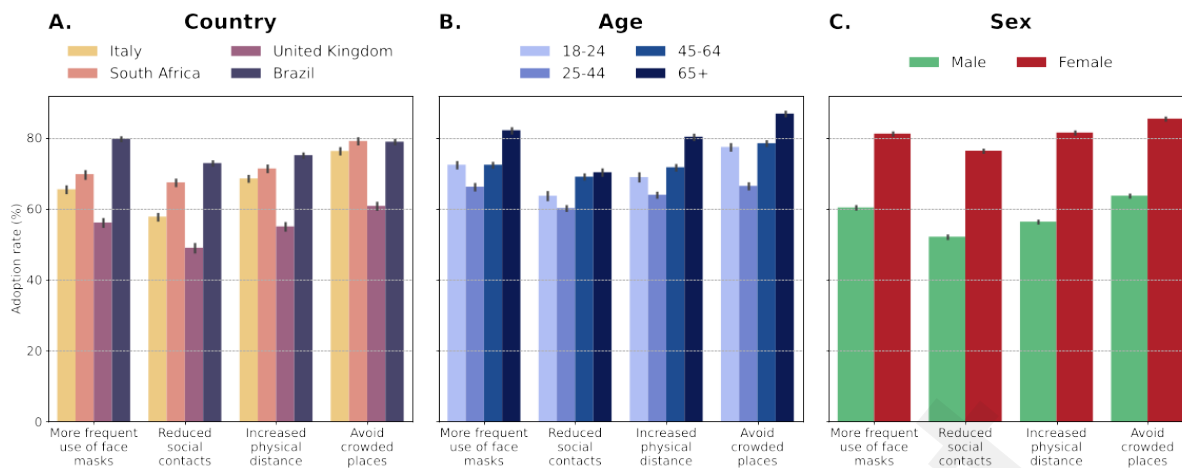 A. Country
Italy
South Africa
United Kingdom
Brazil
B. Age
18-24
25-44
45-64
65+
C. Sex
Male
Female
Adoption rate (%)
80
60
40
20
0
More frequent
use of face
masks
Reduced
social
contacts
Increased
physical
distance
Avoid
crowded
places
More frequent
use of face
masks
Reduced
social
contacts
Increased
physical
distance
Avoid
crowded
places
More frequent
use of face
masks
Reduced
social
contacts
Increased
physical
distance
Avoid
crowded
places